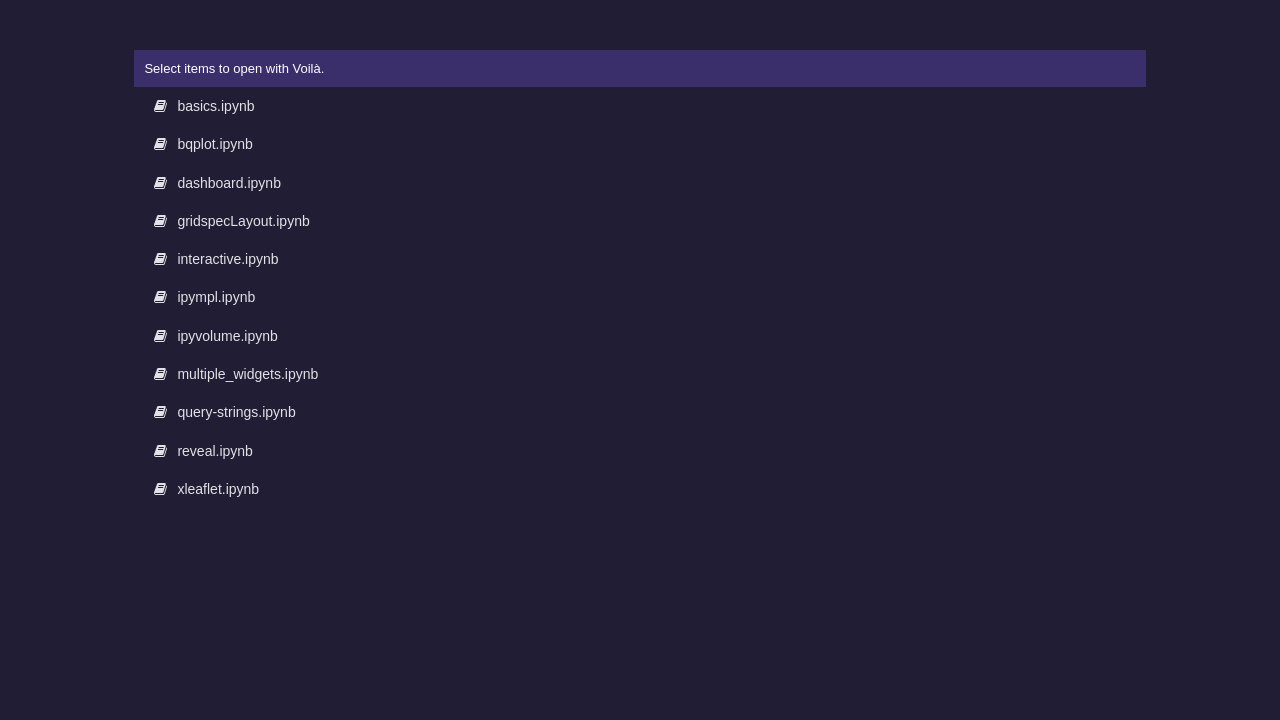 Select items to open with Voilà.
basics.ipynb
bqplot.ipynb
dashboard.ipynb
gridspecLayout.ipynb
interactive.ipynb
ipympl.ipynb
ipyvolume.ipynb
multiple_widgets.ipynb
query-strings.ipynb
reveal.ipynb
xleaflet.ipynb